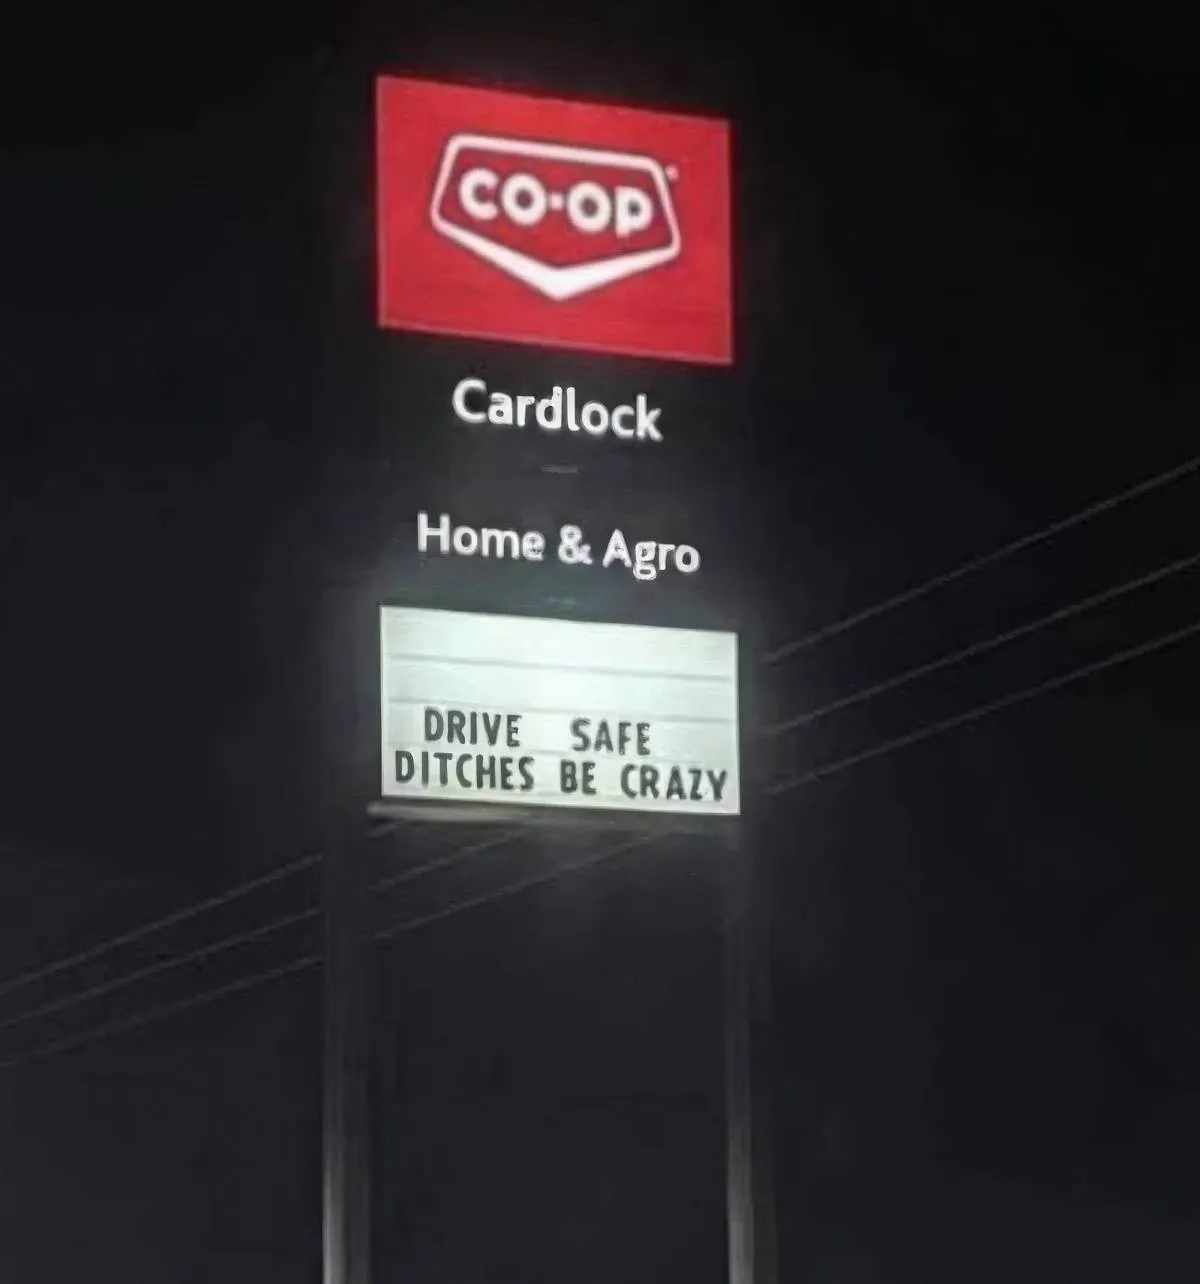 CO-OP
Cardlock
Home & Agro
DRIVE SAFE
DITCHES BE CRAZY